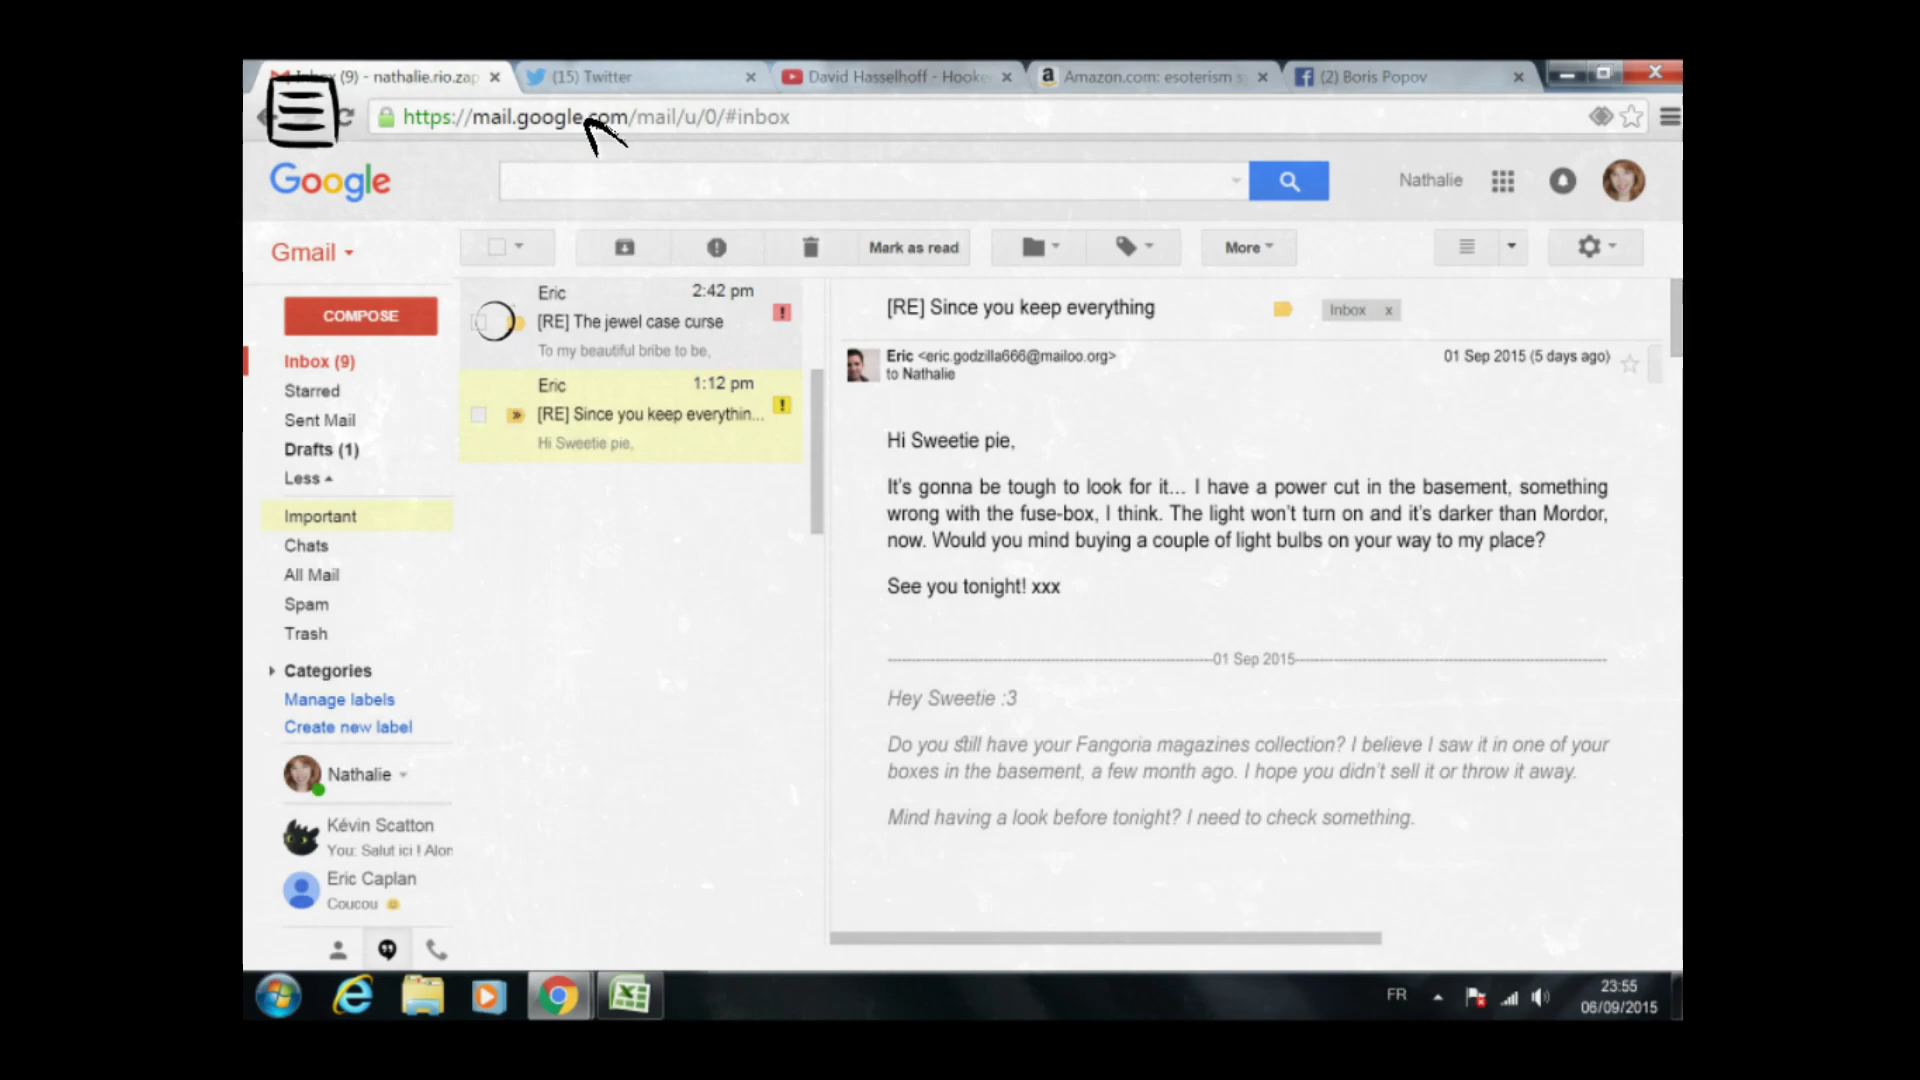 (9) - nathalie.rio.zap
(15) Twitter
David Hasselhoff - Hooke
Amazon.com: esoterism s
(2) Boris Popov
https://mail.google.com/mail/u/0/#inbox
Google
Nathalie
Gmail
Mark as read
More
COMPOSE
Inbox (9)
Starred
Sent Mail
Drafts (1)
Less
Important
Chats
All Mail
Spam
Trash
Categories
Manage labels
Create new label
Nathalie
Kévin Scatton
You: Salut ici ! Alor
Eric Caplan
Coucou
Eric 2:42 pm
[RE] The jewel case curse
To my beautiful bribe to be,
Eric 1:12 pm
[RE] Since you keep everythin...
Hi Sweetie pie,
[RE] Since you keep everything
Inbox x
Eric <eric.godzilla666@mailoo.org>
01 Sep 2015 (5 days ago)
to Nathalie
Hi Sweetie pie,
It's gonna be tough to look for it... I have a power cut in the basement, something
wrong with the fuse-box, I think. The light won't turn on and it's darker than Mordor,
now. Would you mind buying a couple of light bulbs on your way to my place?
See you tonight! xxx
01 Sep 2015
Hey Sweetie :3
Do you still have your Fangoria magazines collection? I believe I saw it in one of your
boxes in the basement, a few month ago. I hope you didn't sell it or throw it away.
Mind having a look before tonight? I need to check something.
FR
23:55
06/09/2015